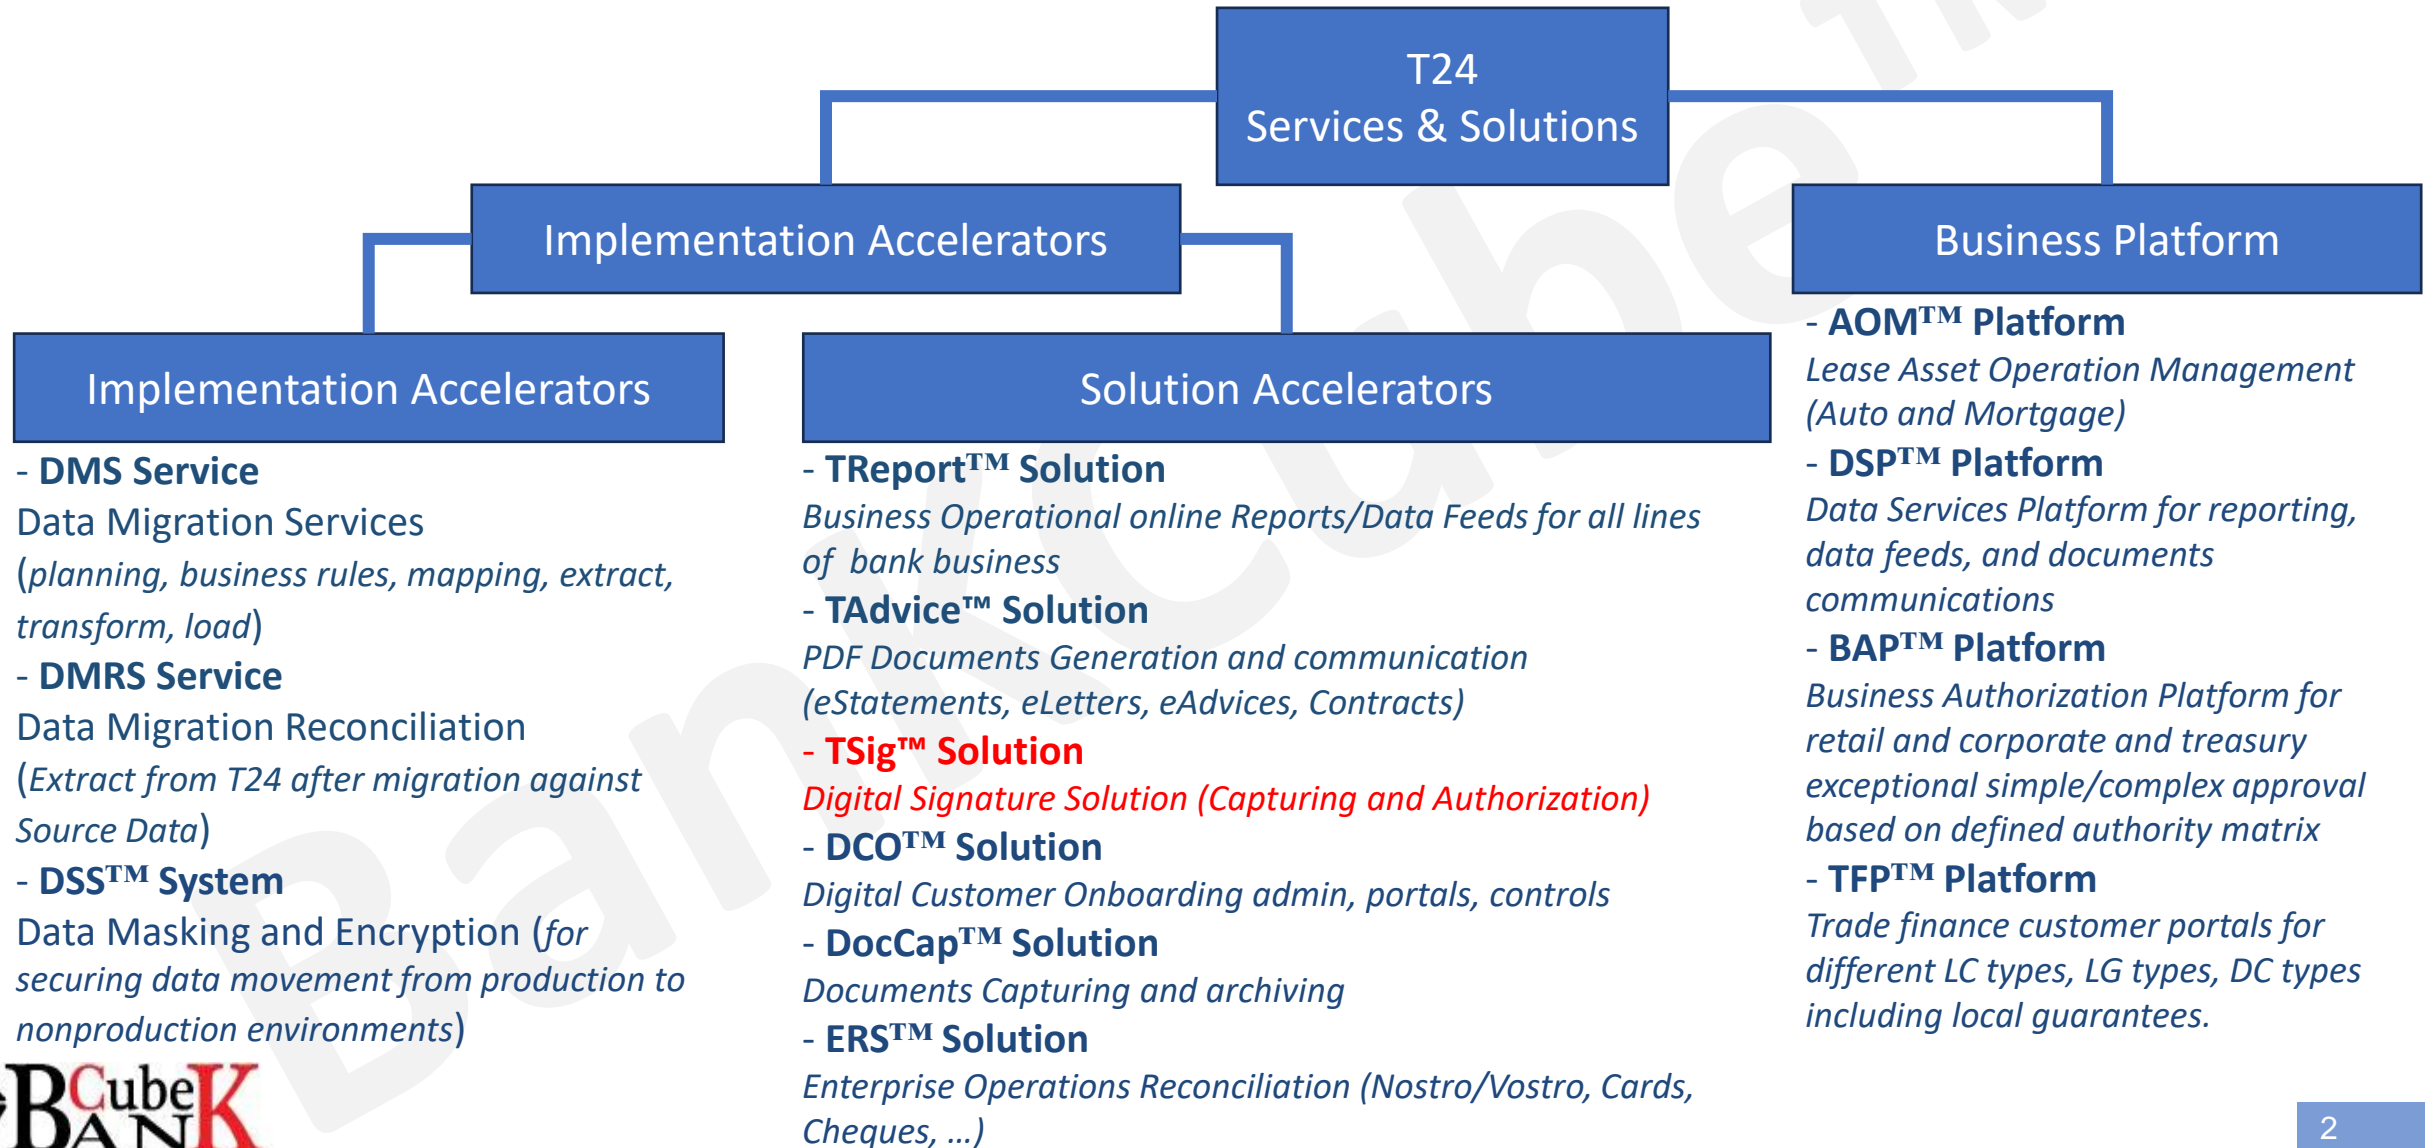 T24
Services & Solutions
Implementation Accelerators
Business Platform
Implementation Accelerators
- DMS Service
Data Migration Services
(planning, business rules, mapping, extract,
transform, load)
- DMRS Service
Data Migration Reconciliation
(Extract from T24 after migration against
Source Data)
- DSS™ System
Data Masking and Encryption (for
securing data movement from production to
nonproduction environments)
Solution Accelerators
- TReport™ Solution
Business Operational online Reports/Data Feeds for all lines
of bank business
- TAdvice™ Solution
PDF Documents Generation and communication
(eStatements, eLetters, eAdvices, Contracts)
- TSig™ Solution
Digital Signature Solution (Capturing and Authorization)
- DCO™ Solution
Digital Customer Onboarding admin, portals, controls
- DocCap™ Solution
Documents Capturing and archiving
- ERS™ Solution
Enterprise Operations Reconciliation (Nostro/Vostro, Cards,
Cheques, …)
- AOM™ Platform
Lease Asset Operation Management
(Auto and Mortgage)
- DSP™ Platform
Data Services Platform for reporting,
data feeds, and documents
communications
- BAP™ Platform
Business Authorization Platform for
retail and corporate and treasury
exceptional simple/complex approval
based on defined authority matrix
- TFP™ Platform
Trade finance customer portals for
different LC types, LG types, DC types
including local guarantees.
BanKCube™
BCubeK
BANK
2